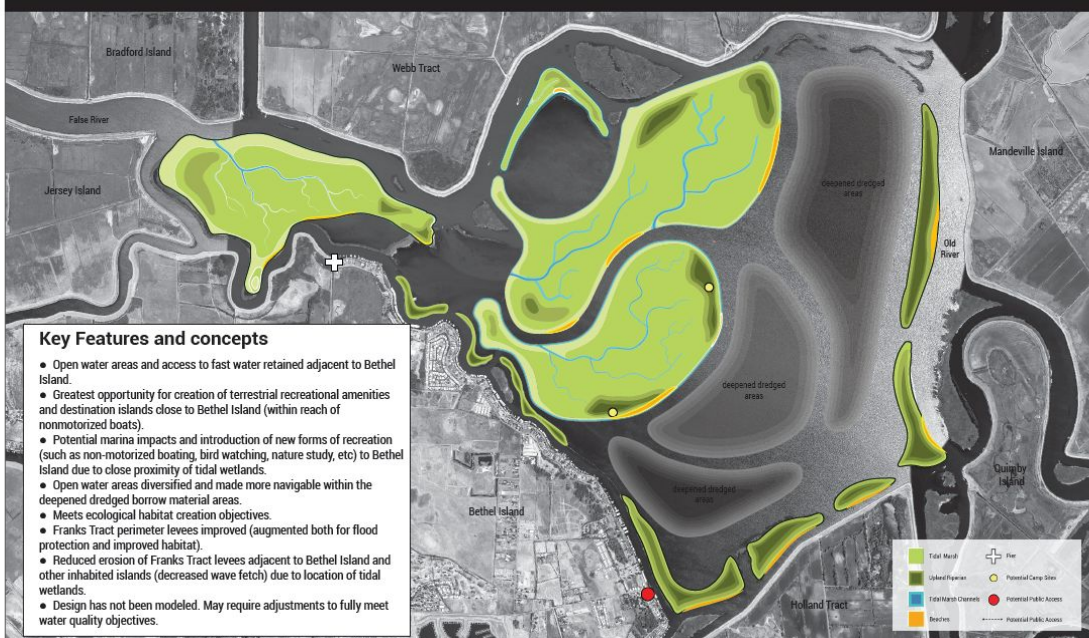 Bradford Island
Webb Tract
False River
Jersey Island
Mandeville Island
deepened dredged
areas
Old
River
deepened dredged
areas
deepened dredged
areas
Quimby
Island
Bethel Island
Holland Tract
Key Features and concepts
● Open water areas and access to fast water retained adjacent to Bethel
Island.
● Greatest opportunity for creation of terrestrial recreational amenities
and destination islands close to Bethel Island (within reach of
nonmotorized boats).
● Potential marina impacts and introduction of new forms of recreation
(such as non-motorized boating, bird watching, nature study, etc) to Bethel
Island due to close proximity of tidal wetlands.
● Open water areas diversified and made more navigable within the
deepened dredged borrow material areas.
● Meets ecological habitat creation objectives.
● Franks Tract perimeter levees improved (augmented both for flood
protection and improved habitat).
● Reduced erosion of Franks Tract levees adjacent to Bethel Island and
other inhabited islands (decreased wave fetch) due to location of tidal
wetlands.
● Design has not been modeled. May require adjustments to fully meet
water quality objectives.
Tidal Marsh
Upland Riparian
Tidal Marsh Channels
Beaches
Pier
Potential Camp Sites
Potential Public Access
Potential Public Access